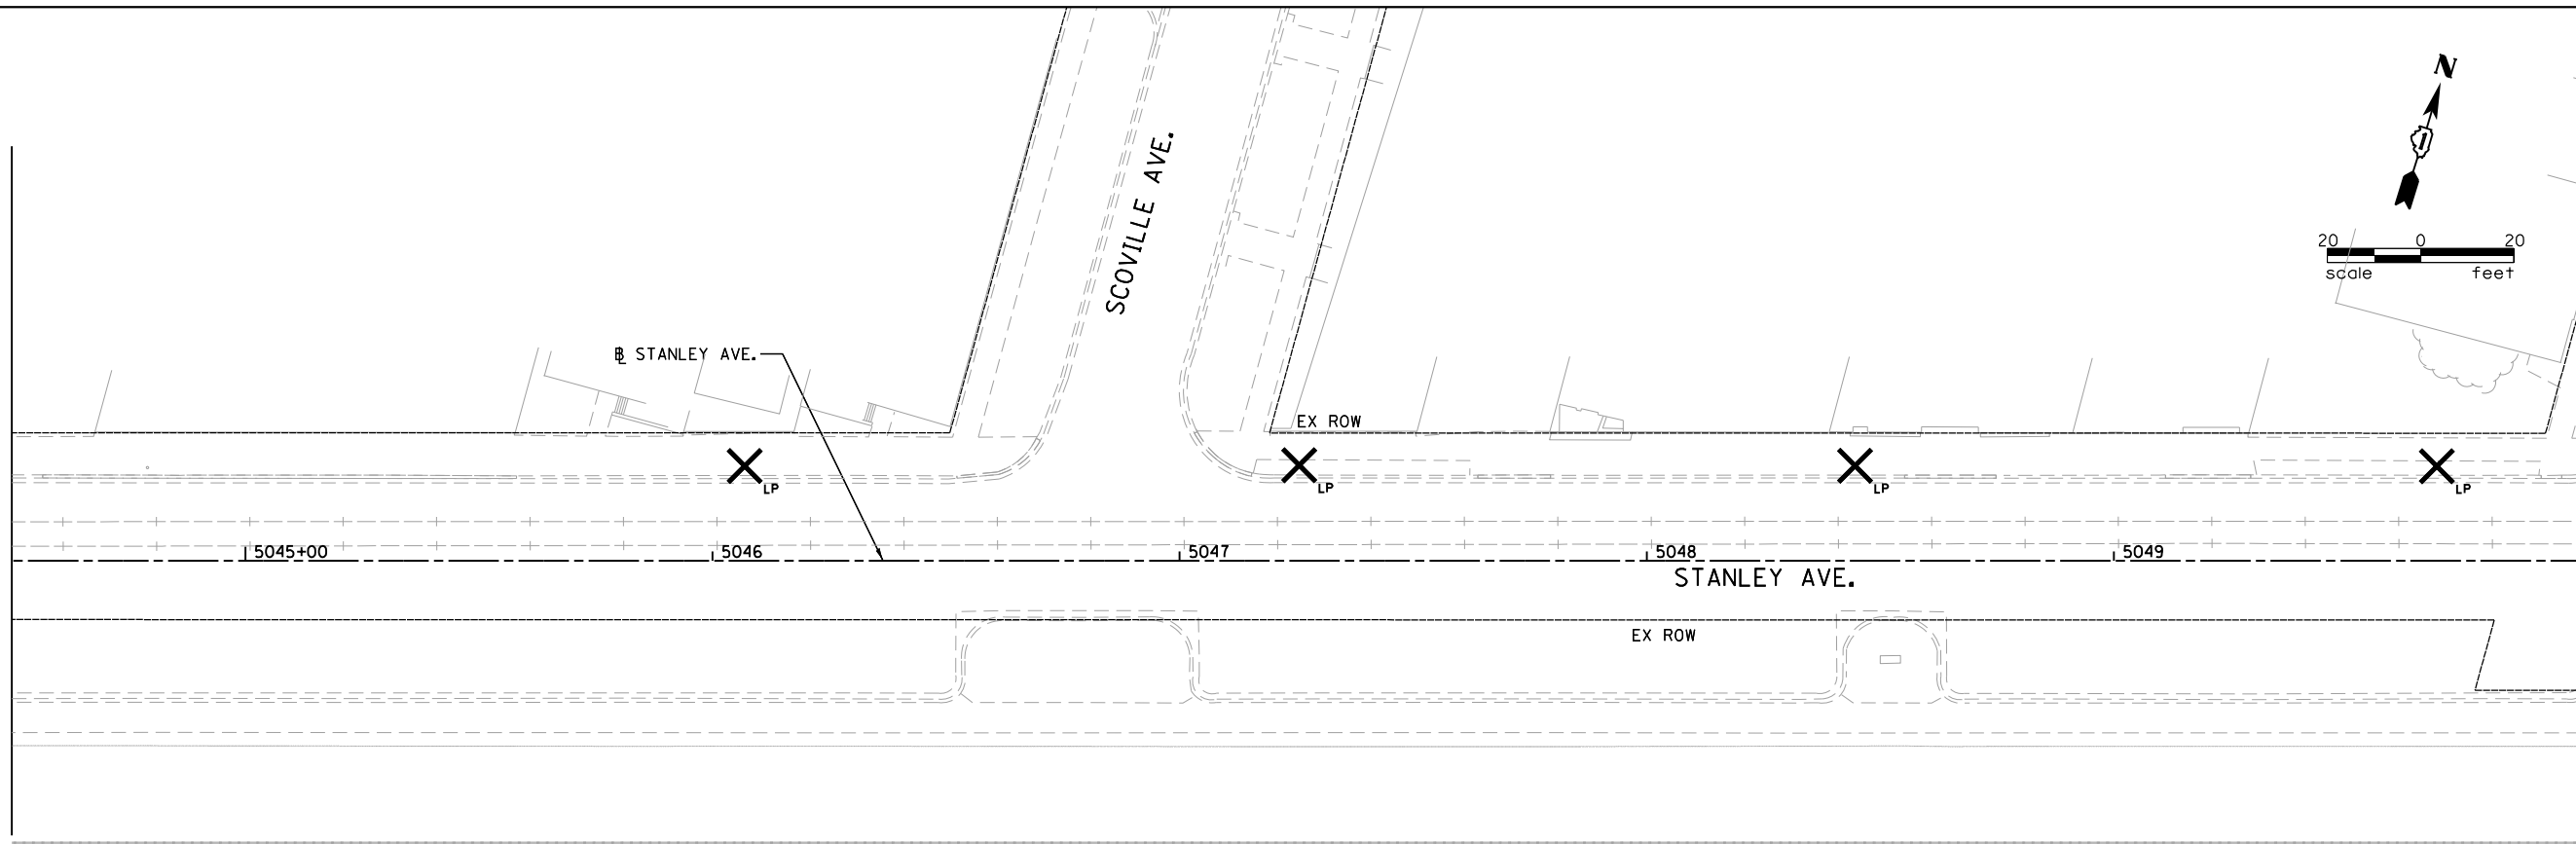 N
SCOVILLE AVE.
20 0 20
scale feet
℄ STANLEY AVE.
EX ROW
LP
LP
LP
LP
5045+00
5046
5047
5048
5049
STANLEY AVE.
EX ROW